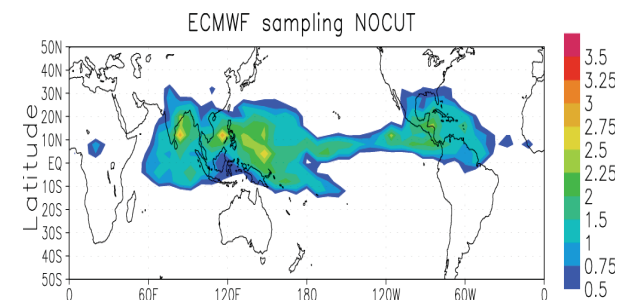 ECMWF sampling NOCUT
Latitude
50N
40N
30N
20N
10N
EQ
10S
20S
30S
40S
50S
0 60E 120E 180 120W 60W 0
3.5
3.25
3
2.75
2.5
2.25
2
1.5
1
0.75
0.5